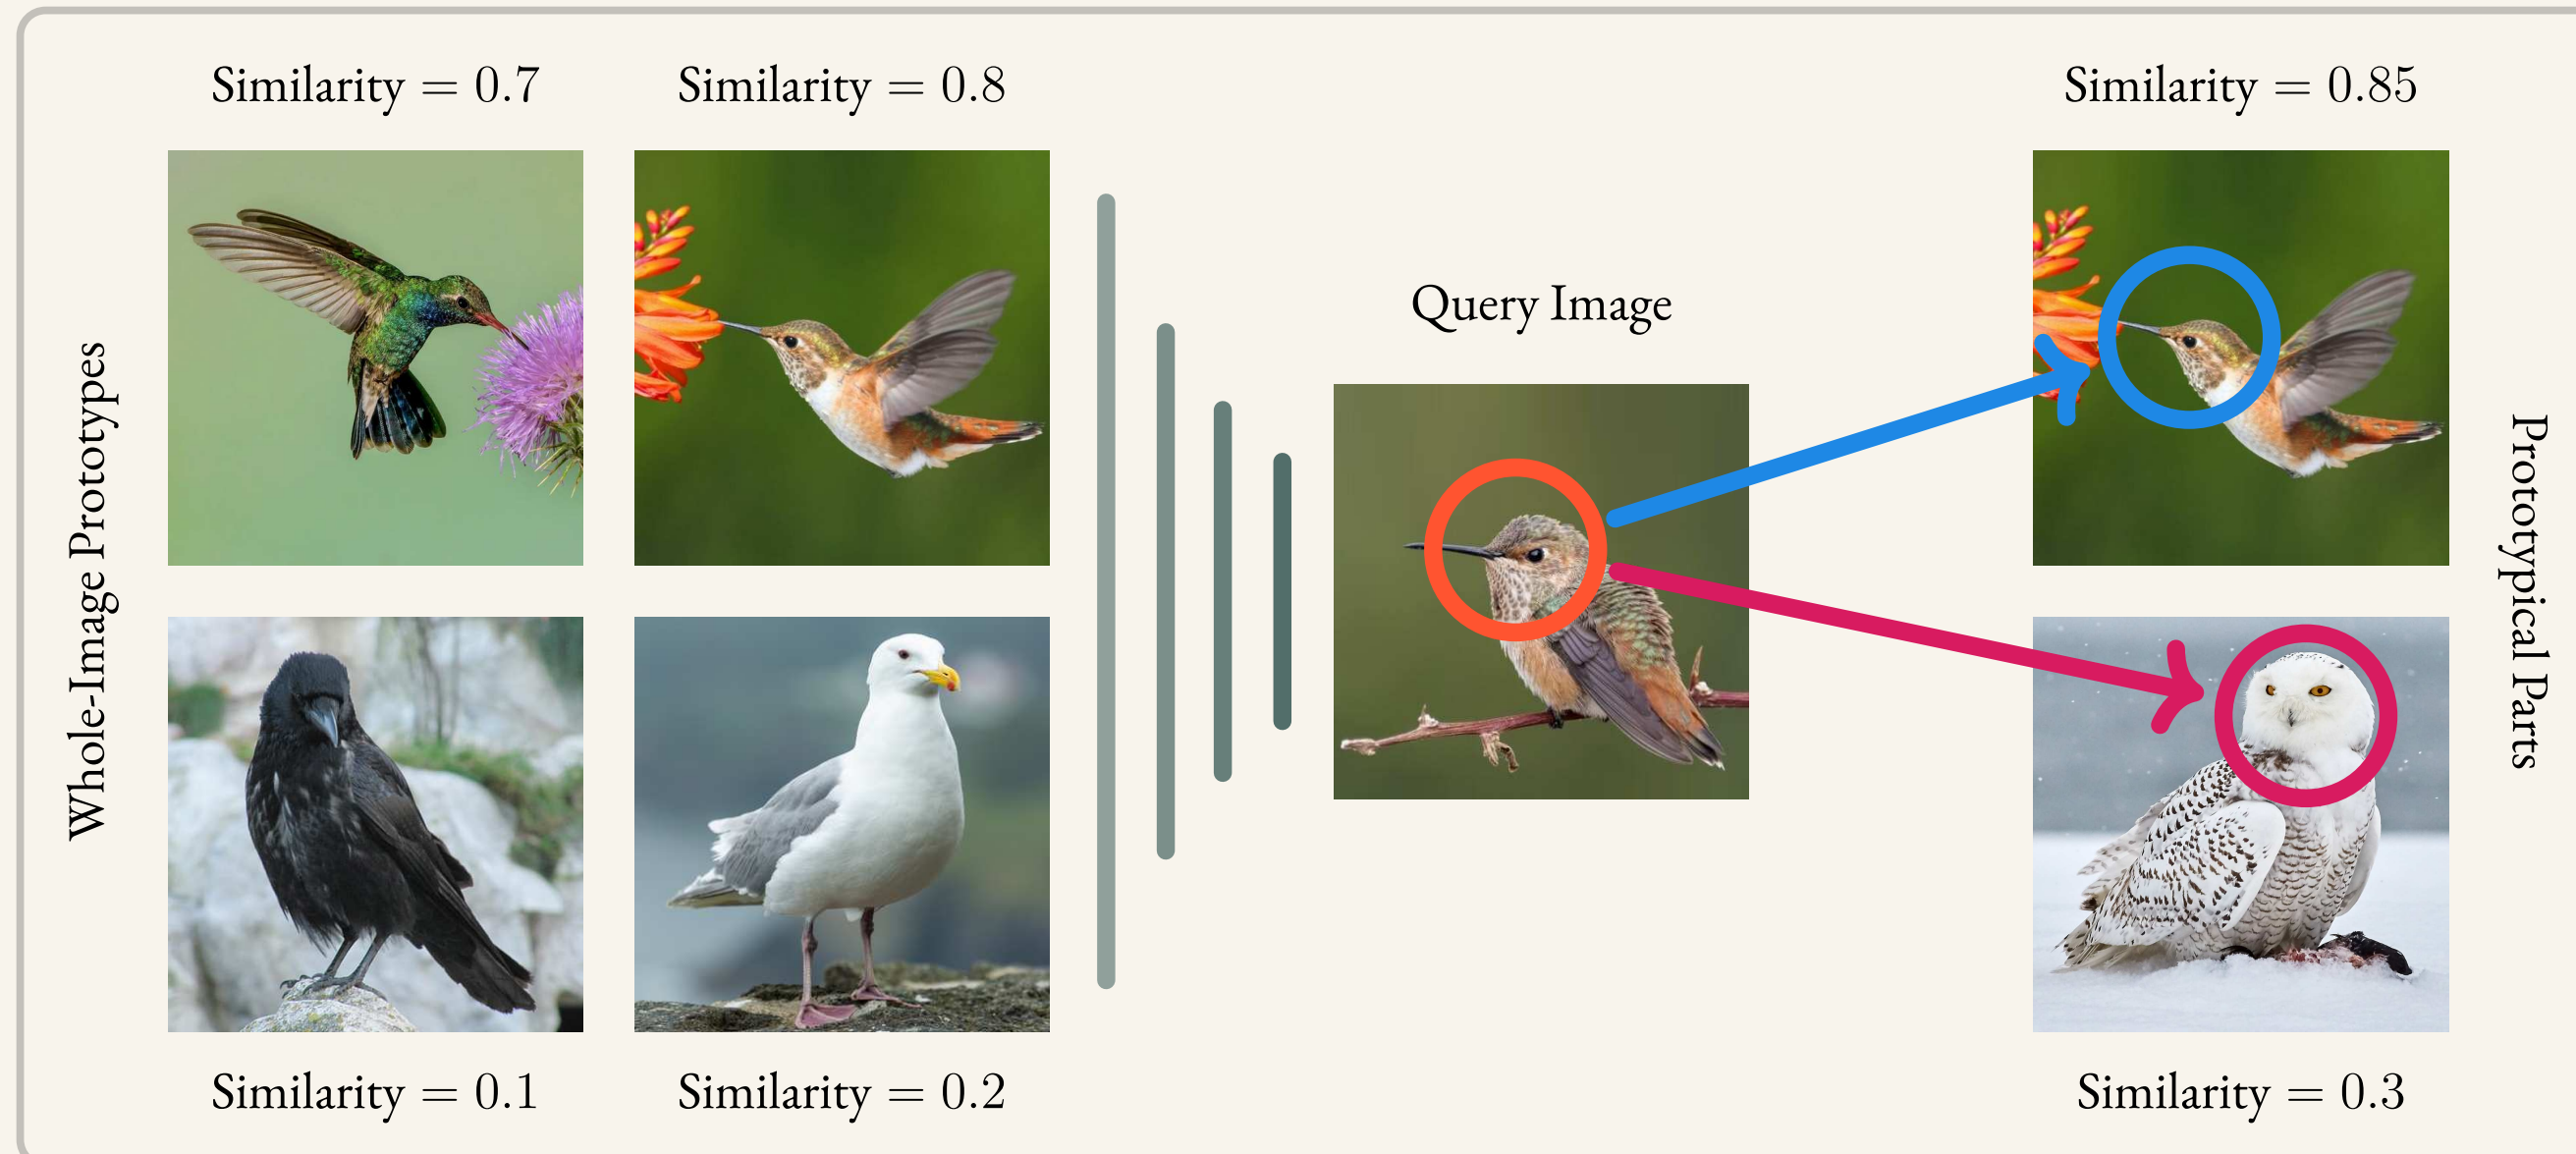 Similarity = 0.7
Similarity = 0.8
Similarity = 0.85
Whole-Image Prototypes
Query Image
Prototypical Parts
Similarity = 0.1
Similarity = 0.2
Similarity = 0.3